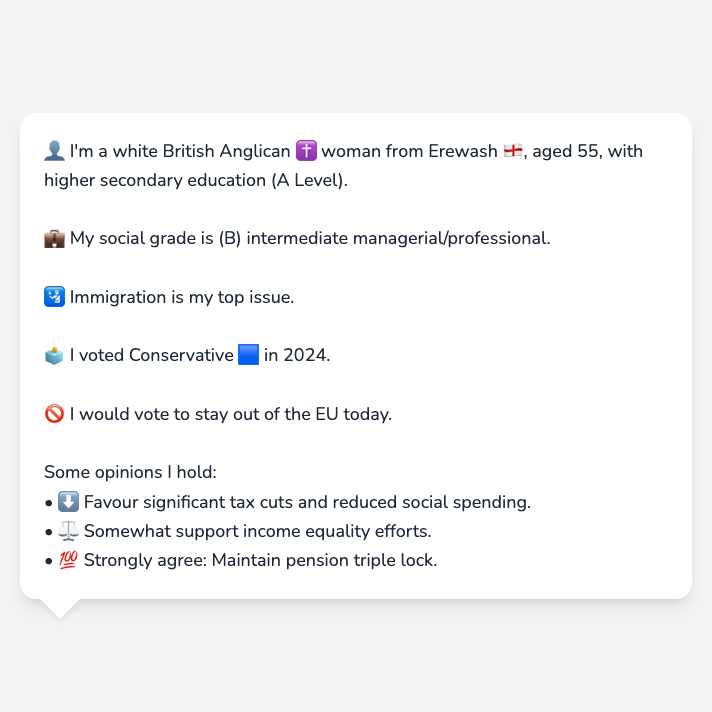 👤 I'm a white British Anglican ✝️ woman from Erewash 🏴󠁧󠁢󠁥󠁮󠁧󠁿, aged 55, with
higher secondary education (A Level).
💼 My social grade is (B) intermediate managerial/professional.
🛂 Immigration is my top issue.
🗳️ I voted Conservative 🟦 in 2024.
🚫 I would vote to stay out of the EU today.
Some opinions I hold:
• ⬇️ Favour significant tax cuts and reduced social spending.
• ⚖️ Somewhat support income equality efforts.
• 💯 Strongly agree: Maintain pension triple lock.